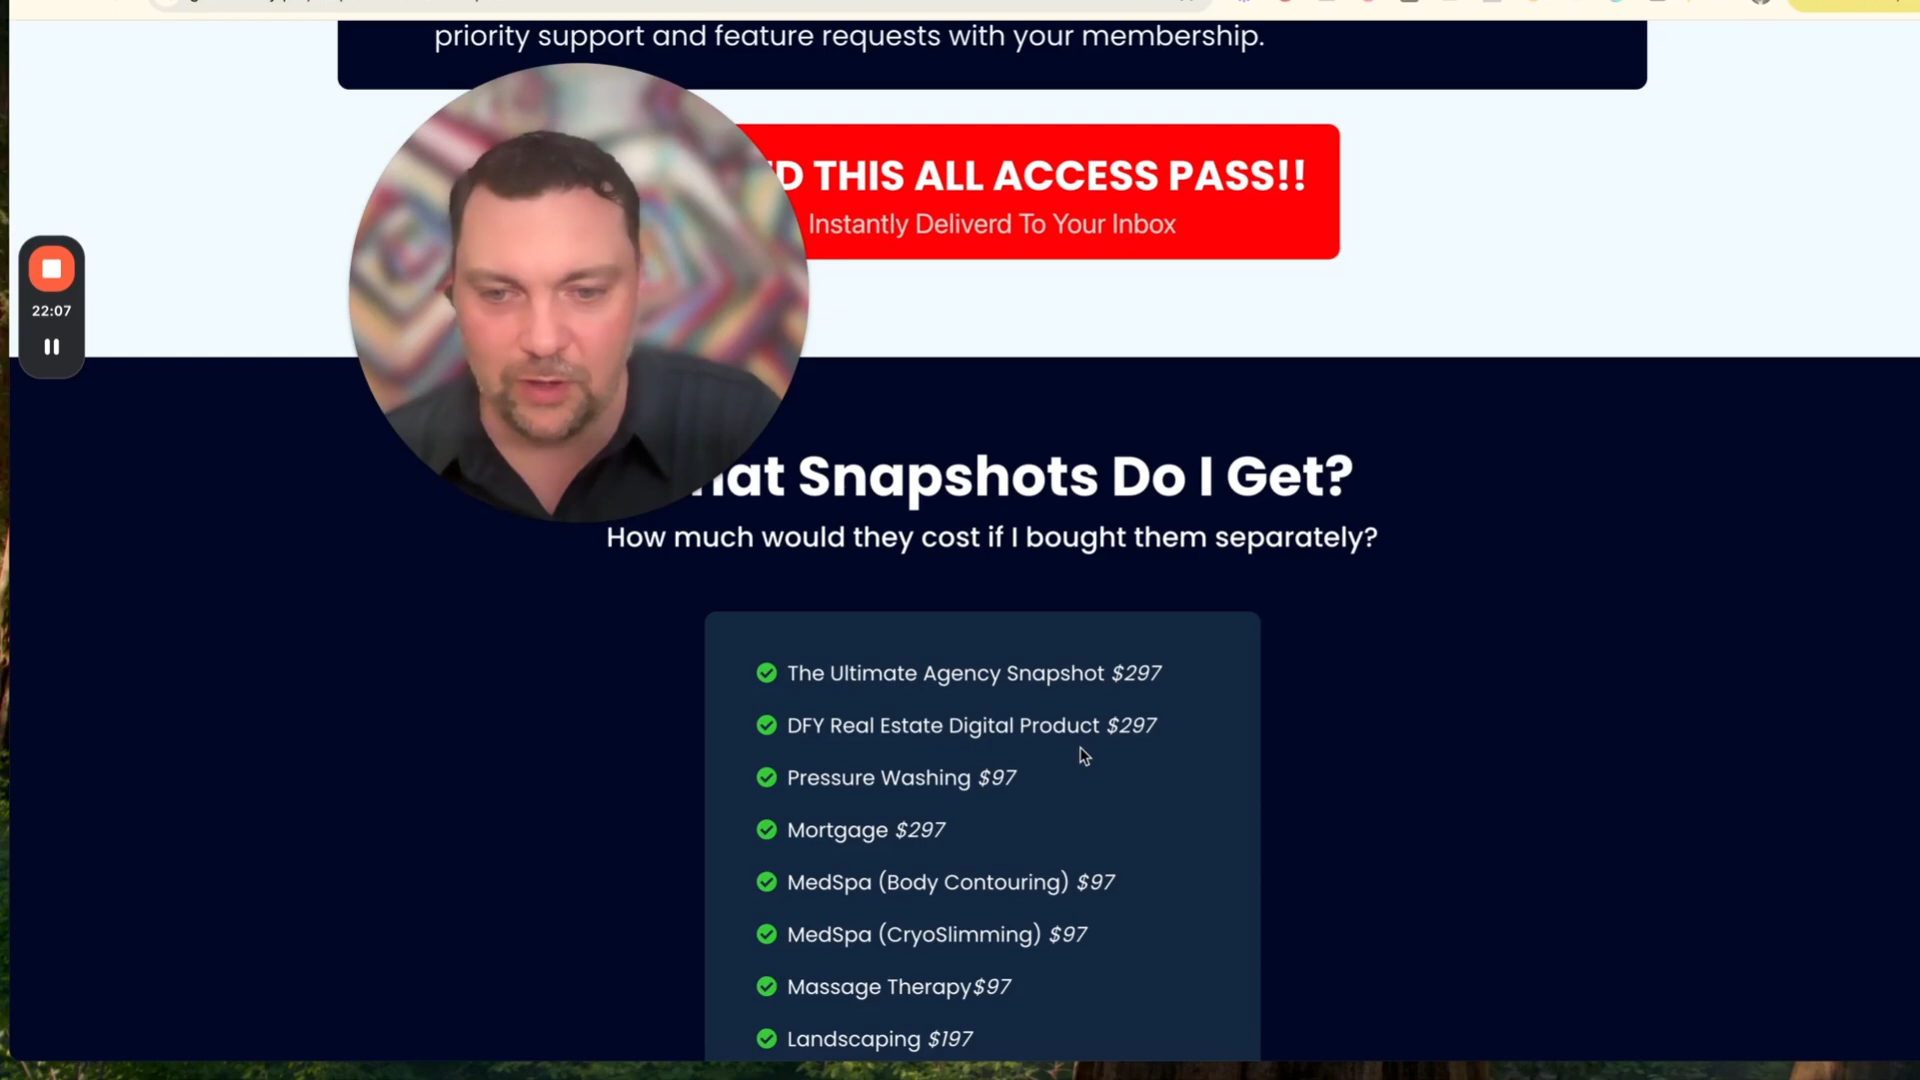 priority support and feature requests with your membership.
D THIS ALL ACCESS PASS!!
Instantly Deliverd To Your Inbox
22:07
hat Snapshots Do I Get?
How much would they cost if I bought them separately?
The Ultimate Agency Snapshot $297
DFY Real Estate Digital Product $297
Pressure Washing $97
Mortgage $297
MedSpa (Body Contouring) $97
MedSpa (CryoSlimming) $97
Massage Therapy$97
Landscaping $197